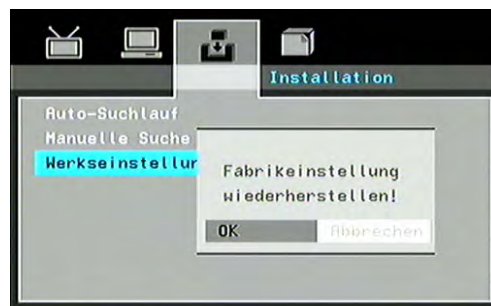 Installation
Auto-Suchlauf
Manuelle Suche
Werkseinstellur
Fabrikeinstellung
wiederherstellen!
OK
Abbrechen